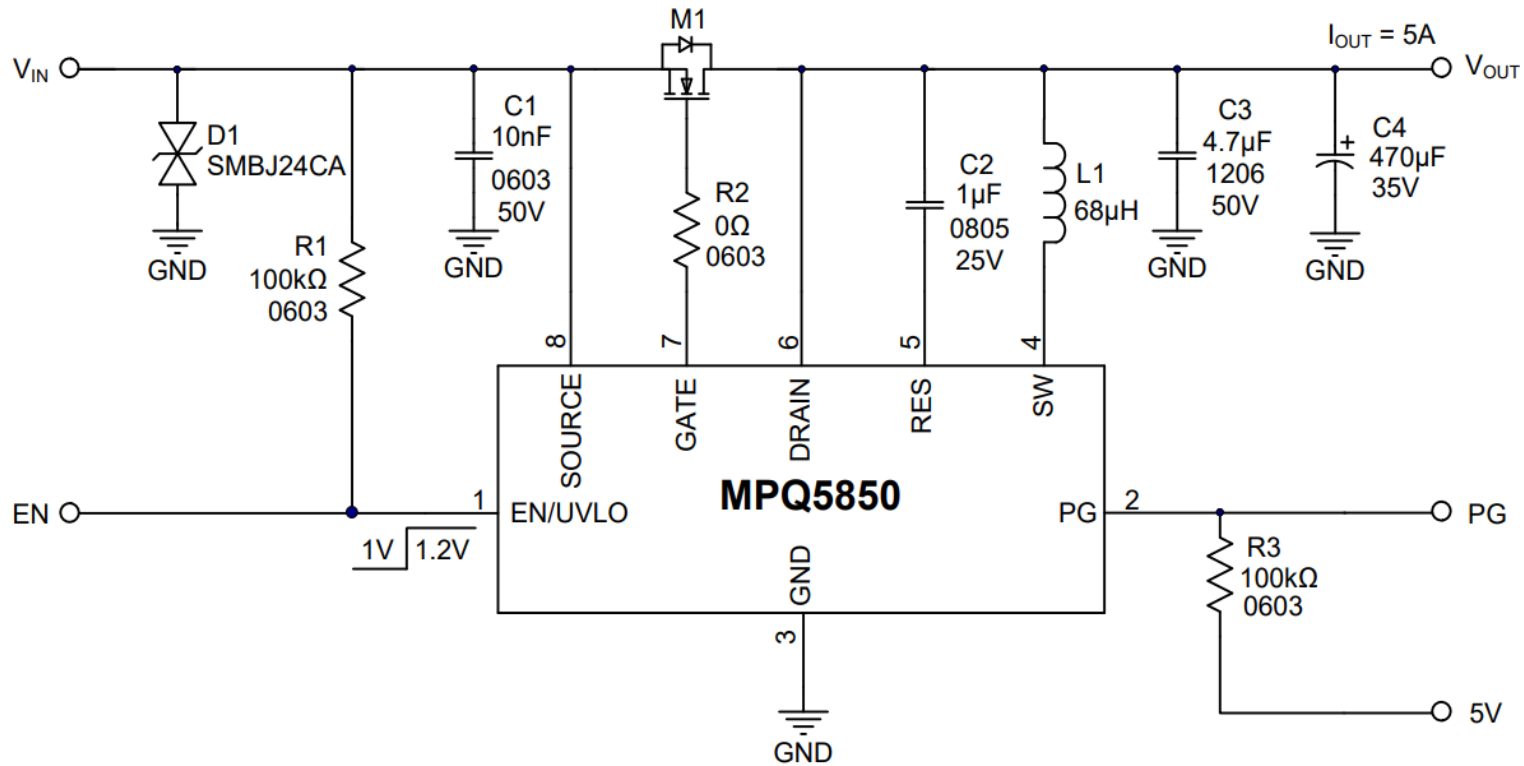 M1
I_OUT = 5A
V_IN
V_OUT
D1
SMBJ24CA
GND
R1
100kΩ
0603
C1
10nF
0603
50V
GND
R2
0Ω
0603
C2
1µF
0805
25V
L1
68µH
C3
4.7µF
1206
50V
GND
C4
470µF
35V
GND
8
7
6
5
4
SOURCE
GATE
DRAIN
RES
SW
MPQ5850
EN
1
EN/UVLO
1V
1.2V
PG
2
PG
GND
3
GND
R3
100kΩ
0603
5V
+